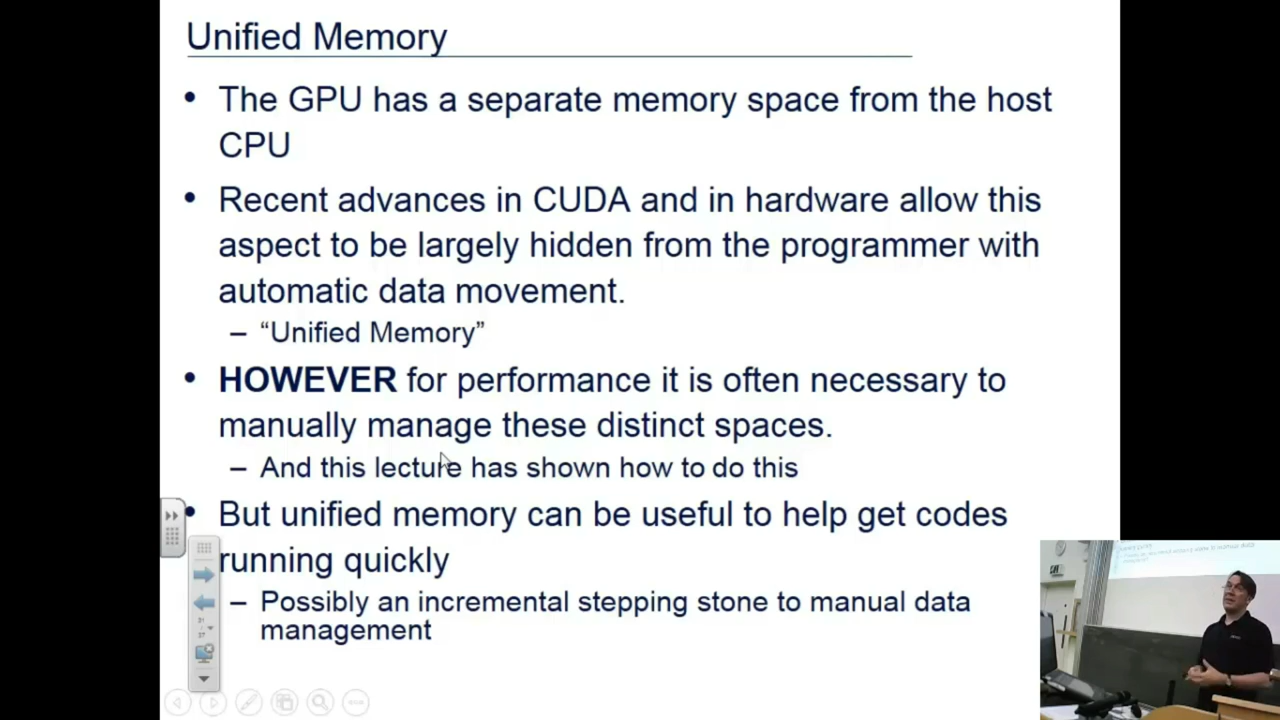 Unified Memory
• The GPU has a separate memory space from the host
CPU
• Recent advances in CUDA and in hardware allow this
aspect to be largely hidden from the programmer with
automatic data movement.
– “Unified Memory”
• HOWEVER for performance it is often necessary to
manually manage these distinct spaces.
– And this lecture has shown how to do this
• But unified memory can be useful to help get codes
running quickly
– Possibly an incremental stepping stone to manual data
management